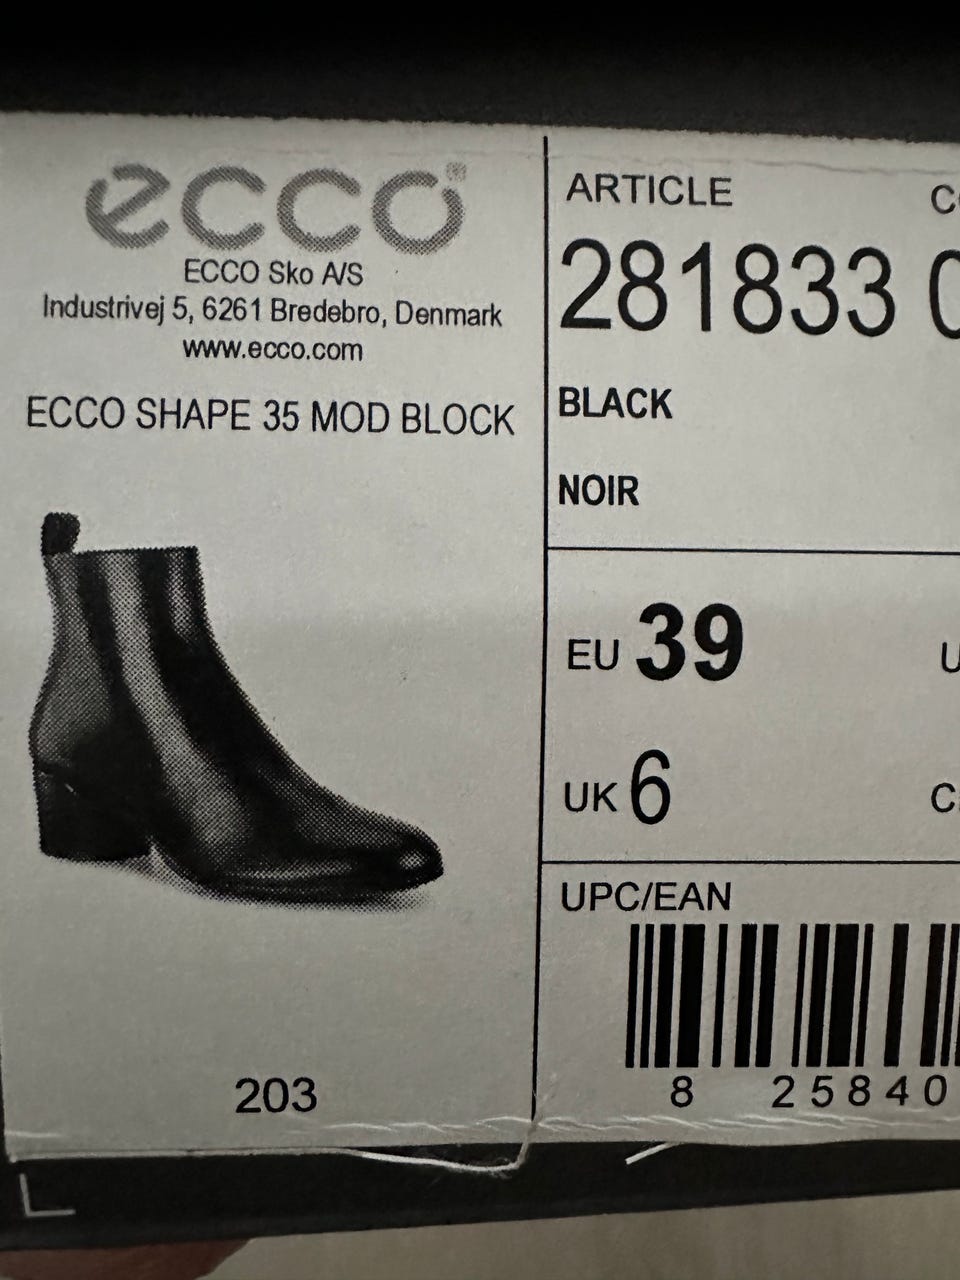 ecco®
ECCO Sko A/S
Industrivej 5, 6261 Bredebro, Denmark
www.ecco.com
ECCO SHAPE 35 MOD BLOCK
203
ARTICLE
281833
BLACK
NOIR
EU 39
UK 6
UPC/EAN
8 25840